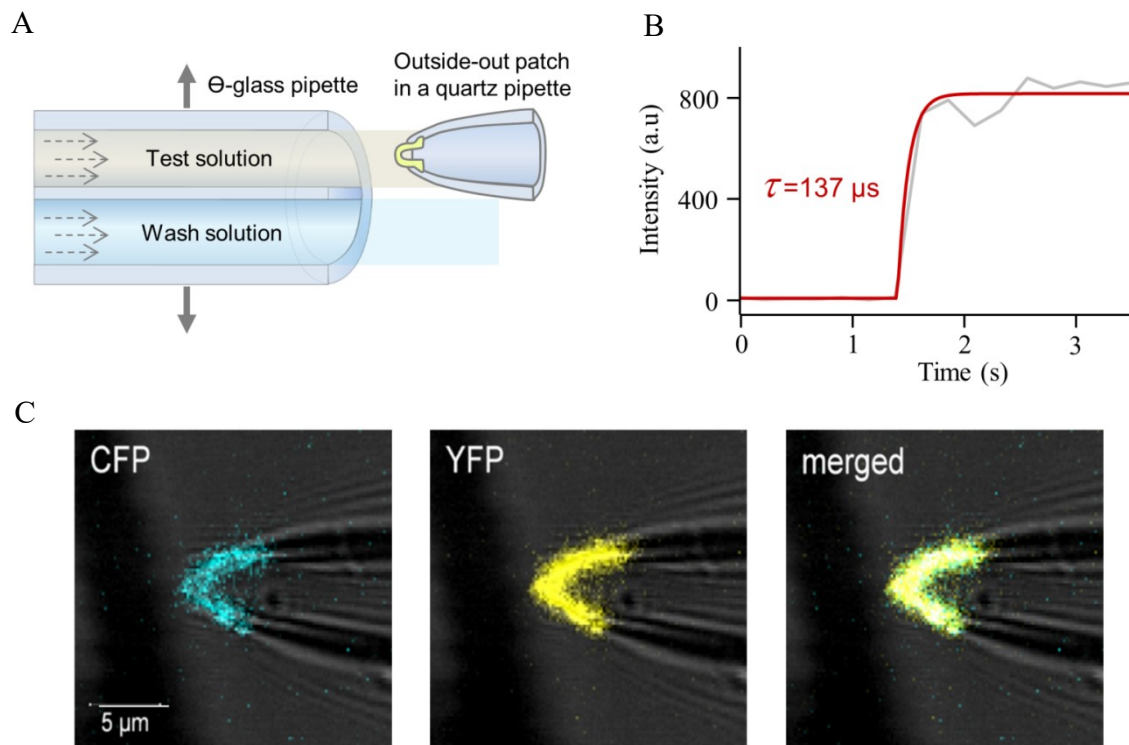 A
Ɵ-glass pipette
Outside-out patch
in a quartz pipette
Test solution
Wash solution
B
Intensity (a.u)
800
400
0
τ=137 µs
0
1
2
3
Time (s)
C
CFP
5 µm
YFP
merged